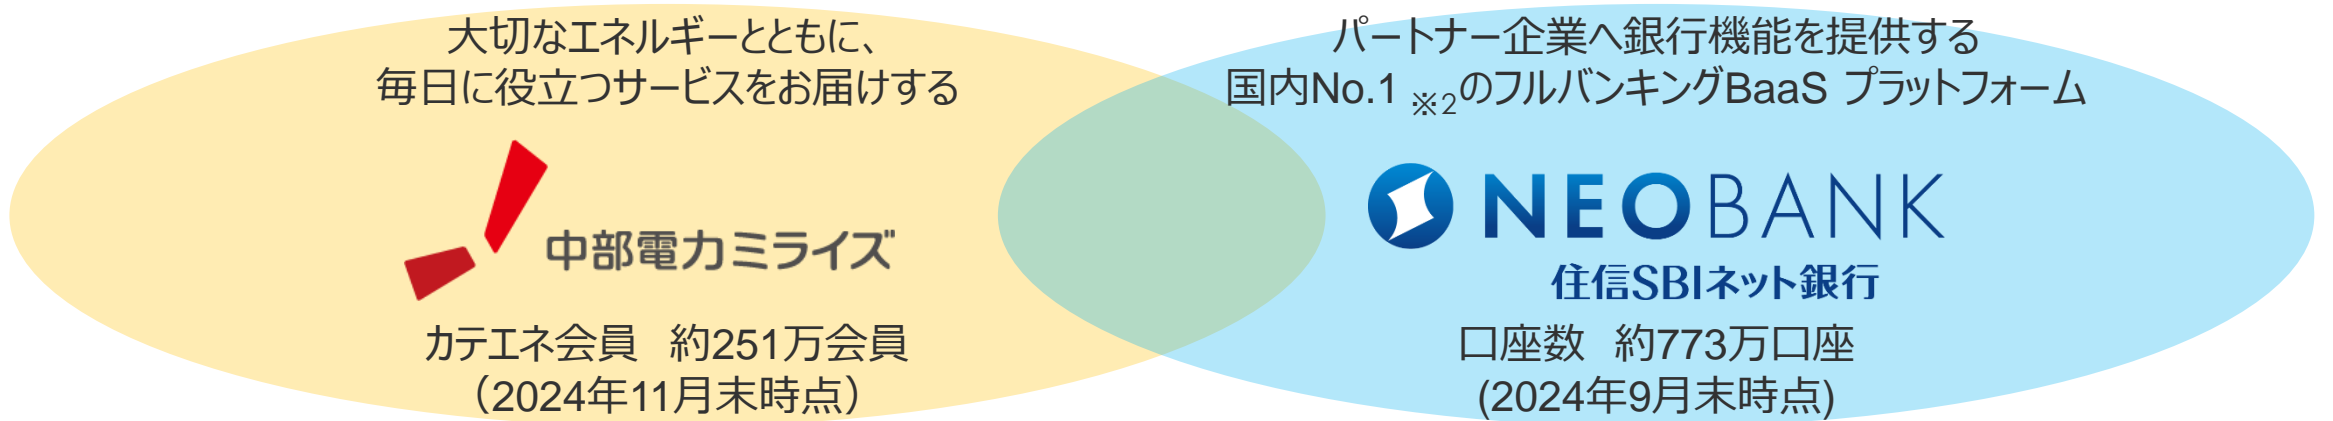 大切なエネルギーとともに、
毎日に役立つサービスをお届けする
中部電力ミライズ
カテエネ会員　約251万会員
（2024年11月末時点）
パートナー企業へ銀行機能を提供する
国内No.1 ※2のフルバンキングBaaS プラットフォーム
NEOBANK
住信SBIネット銀行
口座数　約773万口座
(2024年9月末時点)